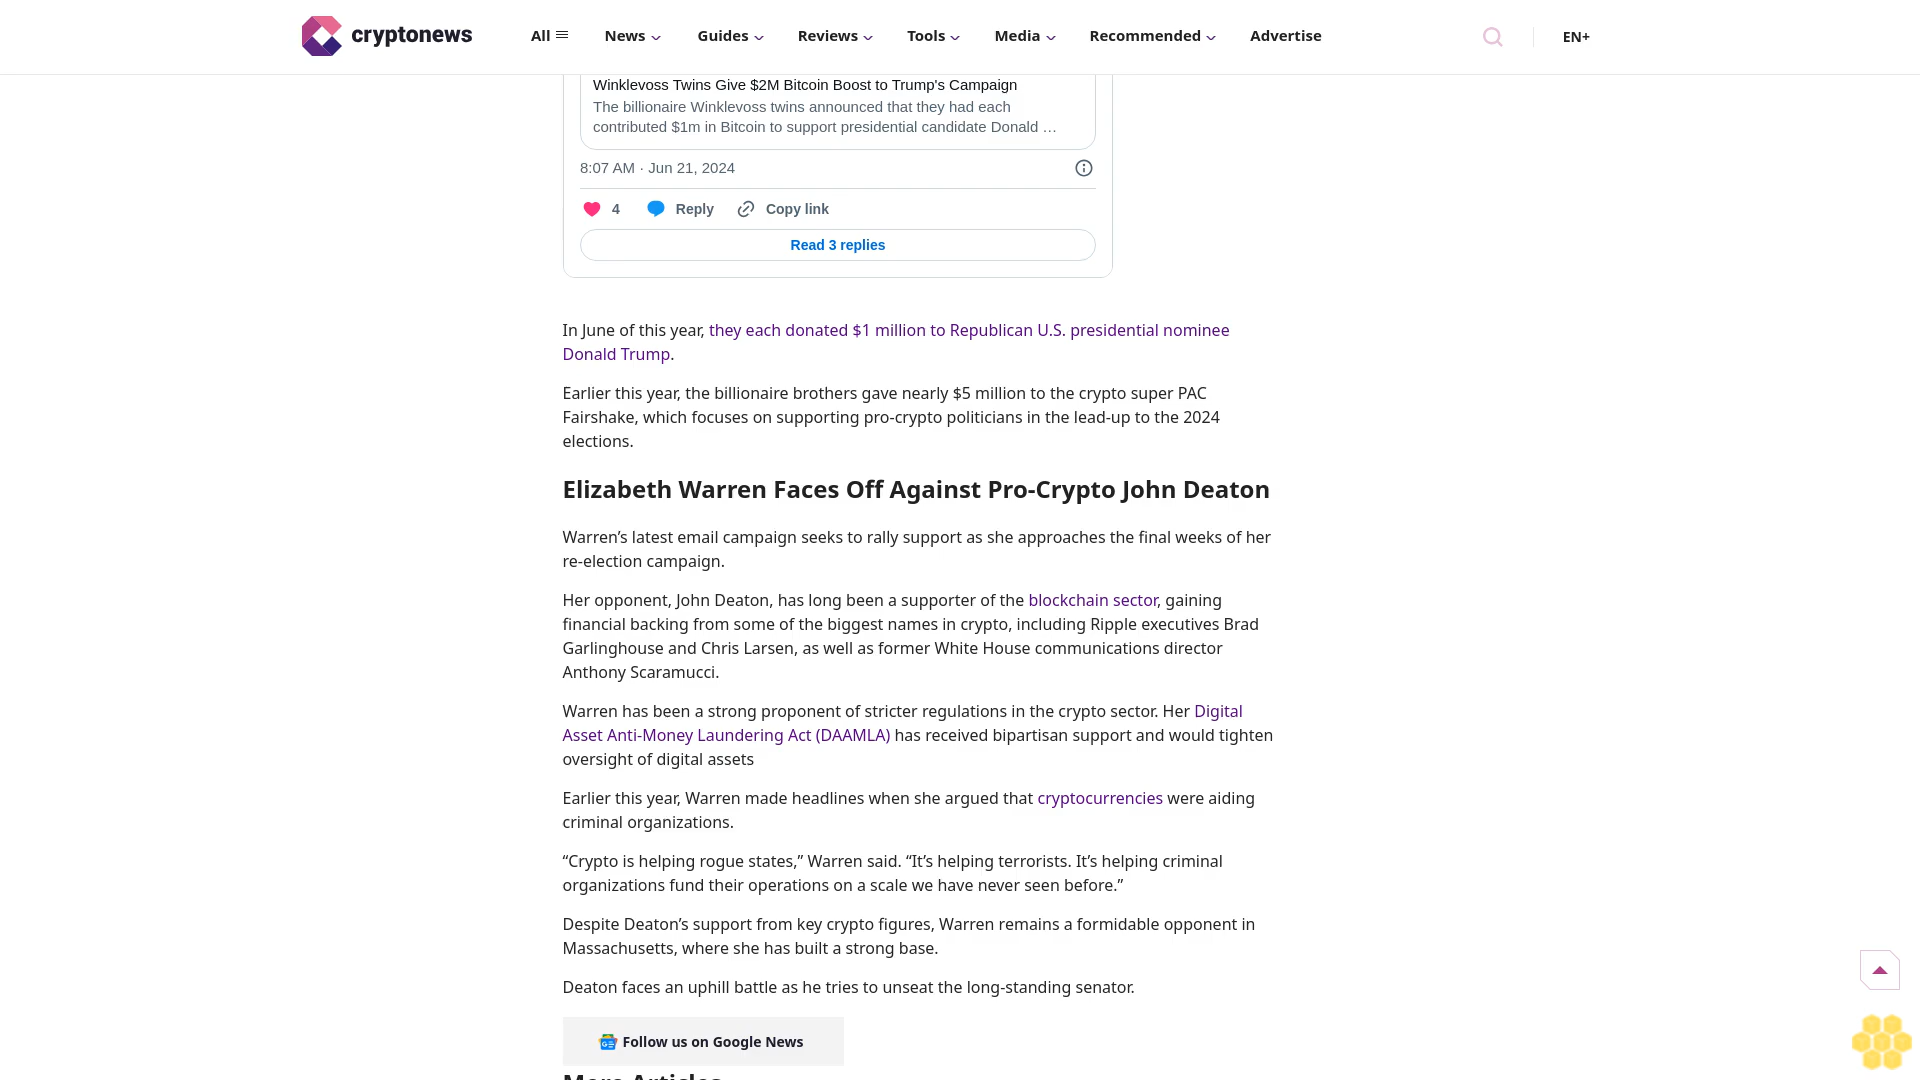 cryptonews
All
News
Guides
Reviews
Tools
Media
Recommended
Advertise
EN+
Winklevoss Twins Give $2M Bitcoin Boost to Trump's Campaign
The billionaire Winklevoss twins announced that they had each
contributed $1m in Bitcoin to support presidential candidate Donald …
8:07 AM · Jun 21, 2024
4
Reply
Copy link
Read 3 replies
In June of this year, they each donated $1 million to Republican U.S. presidential nominee
Donald Trump.
Earlier this year, the billionaire brothers gave nearly $5 million to the crypto super PAC
Fairshake, which focuses on supporting pro-crypto politicians in the lead-up to the 2024
elections.
Elizabeth Warren Faces Off Against Pro-Crypto John Deaton
Warren’s latest email campaign seeks to rally support as she approaches the final weeks of her
re-election campaign.
Her opponent, John Deaton, has long been a supporter of the blockchain sector, gaining
financial backing from some of the biggest names in crypto, including Ripple executives Brad
Garlinghouse and Chris Larsen, as well as former White House communications director
Anthony Scaramucci.
Warren has been a strong proponent of stricter regulations in the crypto sector. Her Digital
Asset Anti-Money Laundering Act (DAAMLA) has received bipartisan support and would tighten
oversight of digital assets
Earlier this year, Warren made headlines when she argued that cryptocurrencies were aiding
criminal organizations.
“Crypto is helping rogue states,” Warren said. “It’s helping terrorists. It’s helping criminal
organizations fund their operations on a scale we have never seen before.”
Despite Deaton’s support from key crypto figures, Warren remains a formidable opponent in
Massachusetts, where she has built a strong base.
Deaton faces an uphill battle as he tries to unseat the long-standing senator.
Follow us on Google News
More Articles